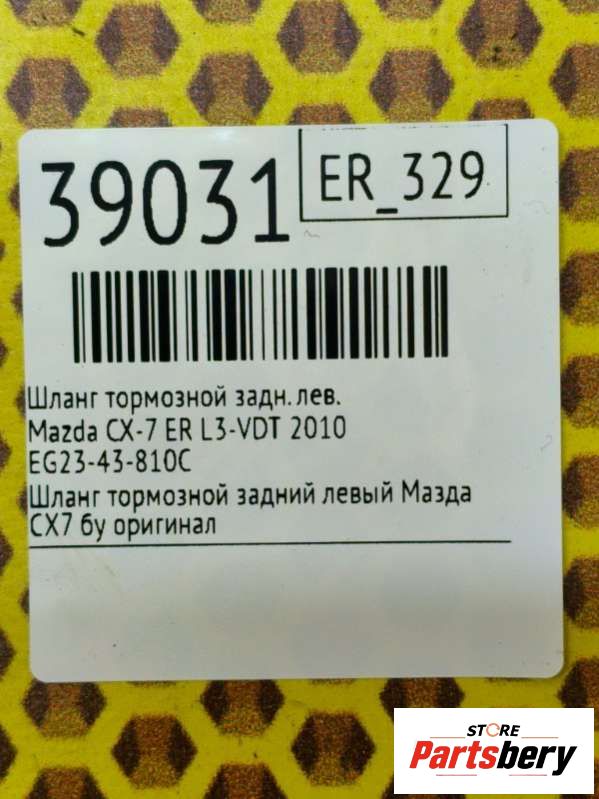 39031
ER_329
Шланг тормозной задн. лев.
Mazda CX-7 ER L3-VDT 2010
EG23-43-810C
Шланг тормозной задний левый Мазда
СХ7 бу оригинал
STORE
Partsbery